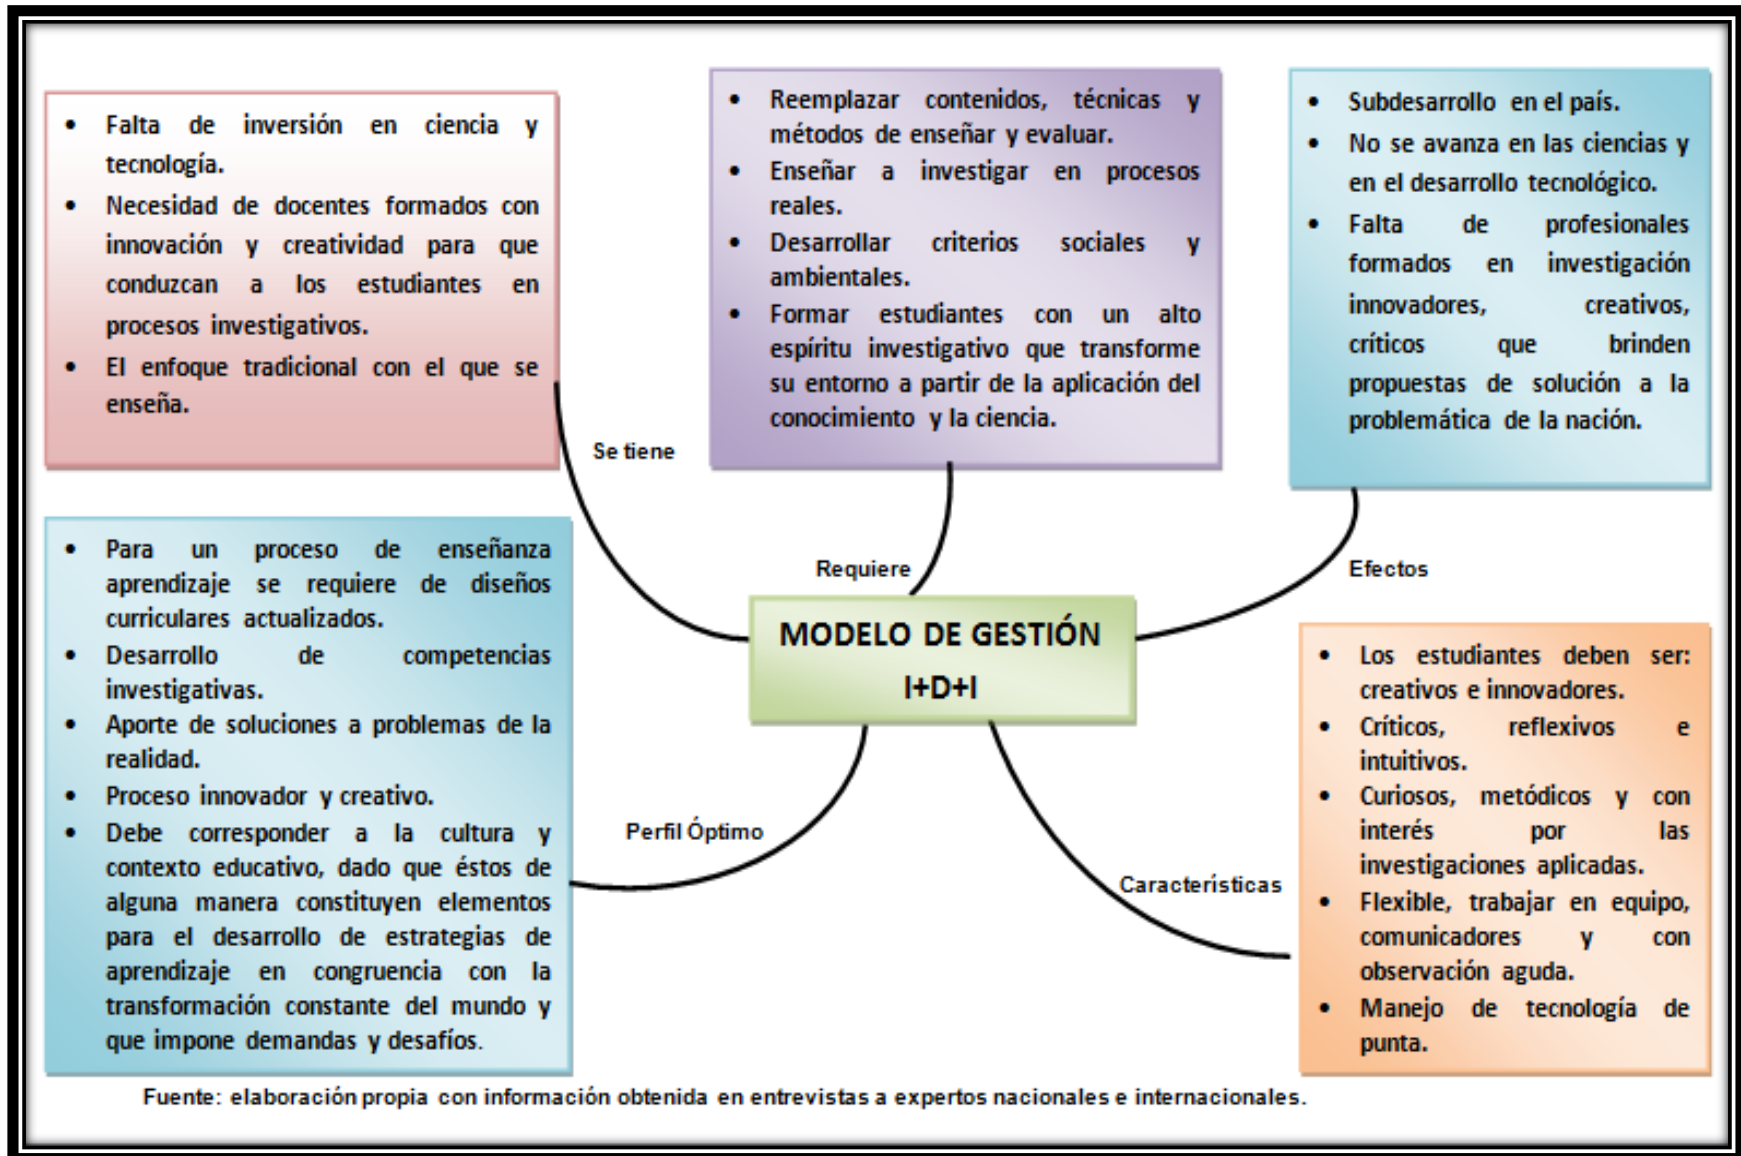 • Falta de inversión en ciencia y
tecnología.
• Necesidad de docentes formados con
innovación y creatividad para que
conduzcan a los estudiantes en
procesos investigativos.
• El enfoque tradicional con el que se
enseña.
Se tiene
• Reemplazar contenidos, técnicas y
métodos de enseñar y evaluar.
• Enseñar a investigar en procesos
reales.
• Desarrollar criterios sociales y
ambientales.
• Formar estudiantes con un alto
espíritu investigativo que transforme
su entorno a partir de la aplicación del
conocimiento y la ciencia.
Requiere
• Subdesarrollo en el país.
• No se avanza en las ciencias y
en el desarrollo tecnológico.
• Falta de profesionales
formados en investigación
innovadores, creativos,
críticos que brinden
propuestas de solución a la
problemática de la nación.
Efectos
MODELO DE GESTIÓN
I+D+I
• Para un proceso de enseñanza
aprendizaje se requiere de diseños
curriculares actualizados.
• Desarrollo de competencias
investigativas.
• Aporte de soluciones a problemas de la
realidad.
• Proceso innovador y creativo.
• Debe corresponder a la cultura y
contexto educativo, dado que éstos de
alguna manera constituyen elementos
para el desarrollo de estrategias de
aprendizaje en congruencia con la
transformación constante del mundo y
que impone demandas y desafíos.
Perfil Óptimo
Características
• Los estudiantes deben ser:
creativos e innovadores.
• Críticos, reflexivos e
intuitivos.
• Curiosos, metódicos y con
interés por las
investigaciones aplicadas.
• Flexible, trabajar en equipo,
comunicadores y con
observación aguda.
• Manejo de tecnología de
punta.
Fuente: elaboración propia con información obtenida en entrevistas a expertos nacionales e internacionales.